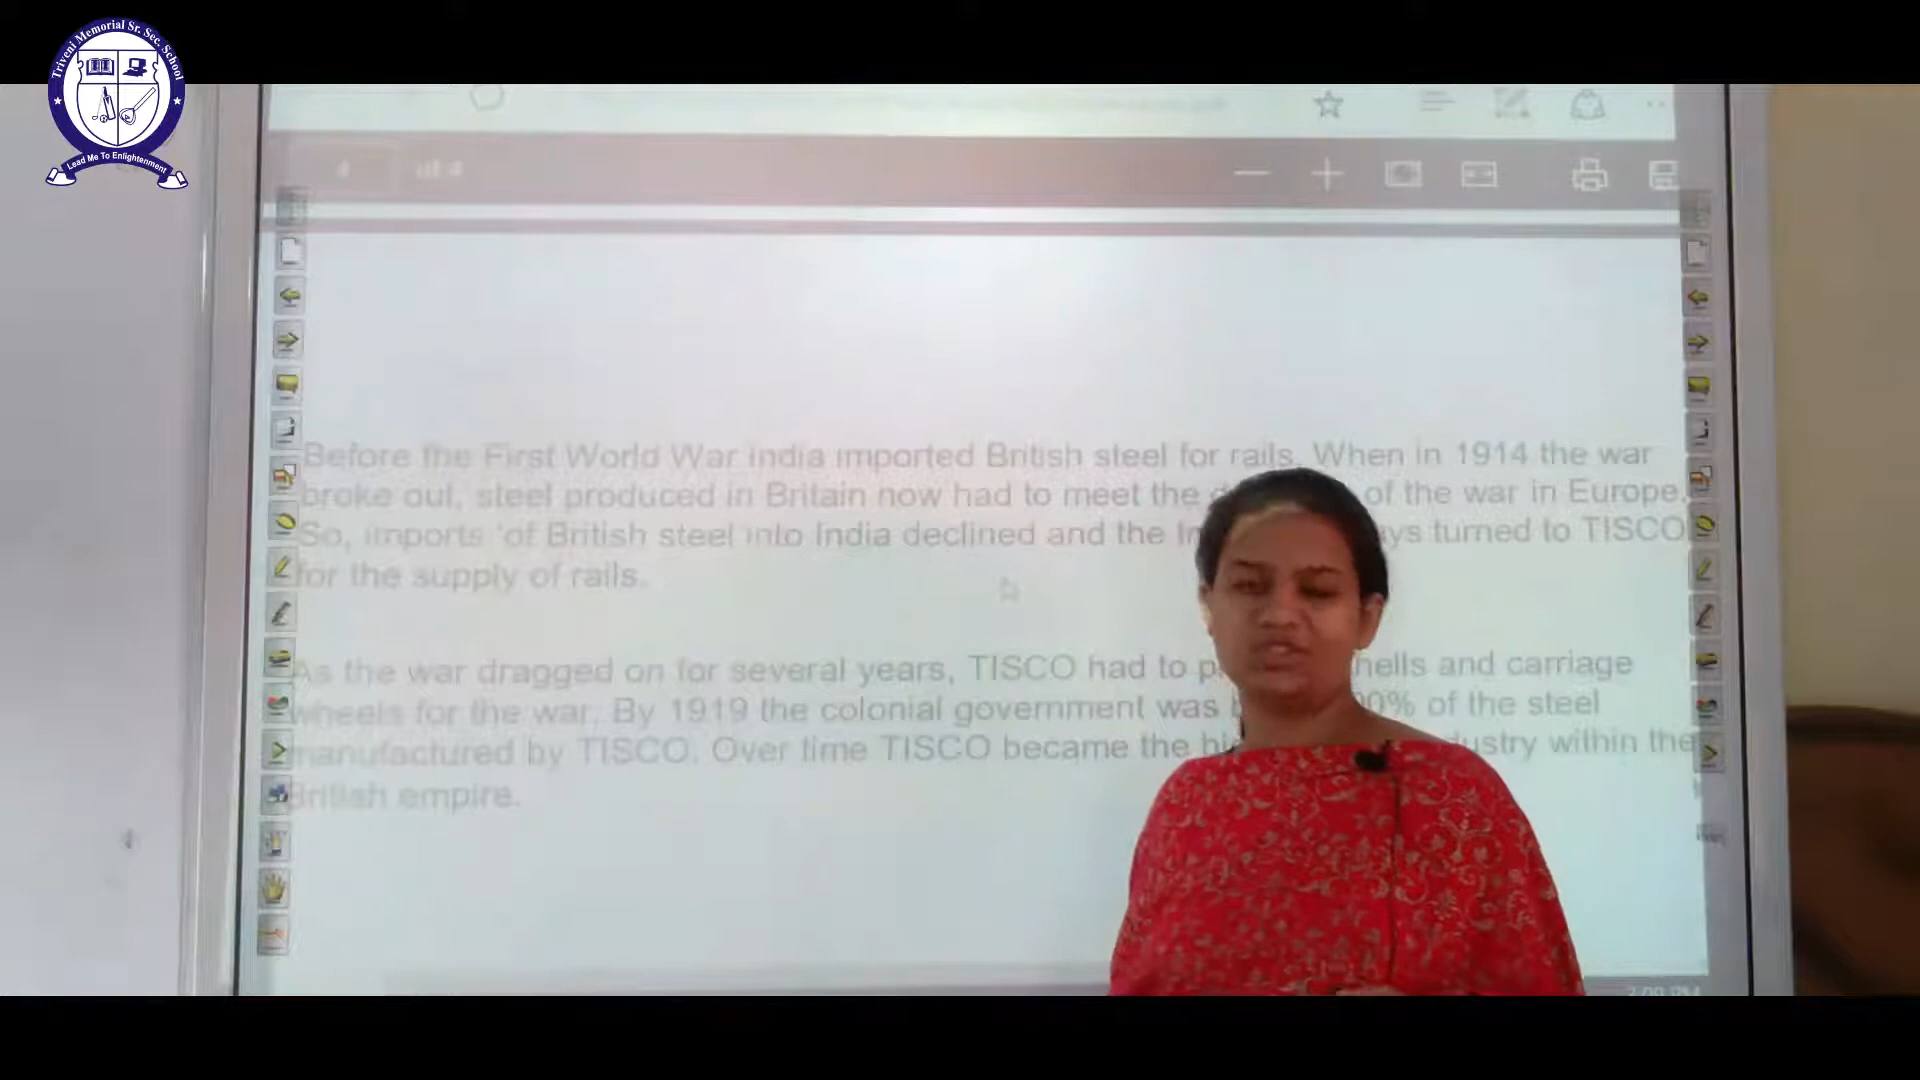 Triveni Memorial Sr. Sec. School
Lead Me To Enlightenment
of 4
Before the First World War India imported British steel for rails. When in 1914 the war
broke out, steel produced in Britain now had to meet the of the war in Europe.
So, imports 'of British steel into India declined and the turned to TISCO
for the supply of rails.
As the war dragged on for several years, TISCO had to and carriage
wheels for the war. By 1919 the colonial government was of the steel
manufactured by TISCO. Over time TISCO became the within the
British empire.